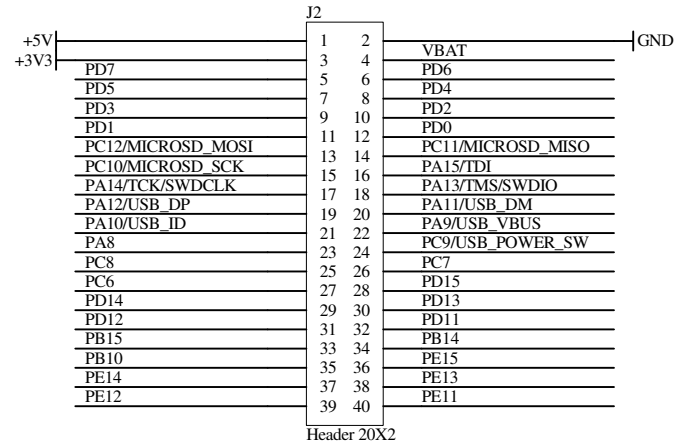 J2
+5V 1 2 GND
+3V3 3 4 VBAT
PD7 5 6 PD6
PD5 7 8 PD4
PD3 9 10 PD2
PD1 11 12 PD0
PC12/MICROSD_MOSI 13 14 PC11/MICROSD_MISO
PC10/MICROSD_SCK 15 16 PA15/TDI
PA14/TCK/SWDCLK 17 18 PA13/TMS/SWDIO
PA12/USB_DP 19 20 PA11/USB_DM
PA10/USB_ID 21 22 PA9/USB_VBUS
PA8 23 24 PC9/USB_POWER_SW
PC8 25 26 PC7
PC6 27 28 PD15
PD14 29 30 PD13
PD12 31 32 PD11
PB15 33 34 PB14
PB10 35 36 PE15
PE14 37 38 PE13
PE12 39 40 PE11
Header 20X2